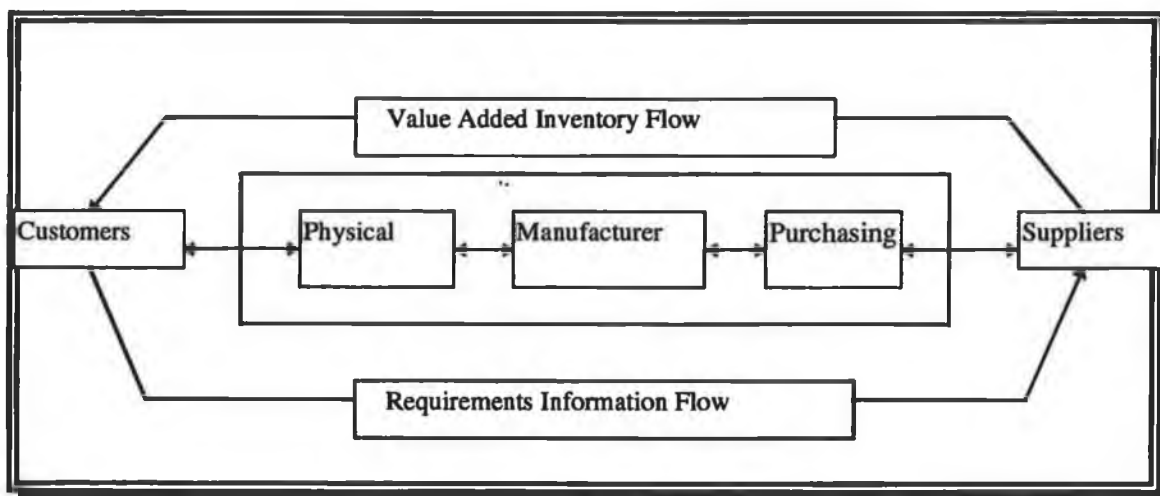 Value Added Inventory Flow
Customers
Physical
Manufacturer
Purchasing
Suppliers
Requirements Information Flow